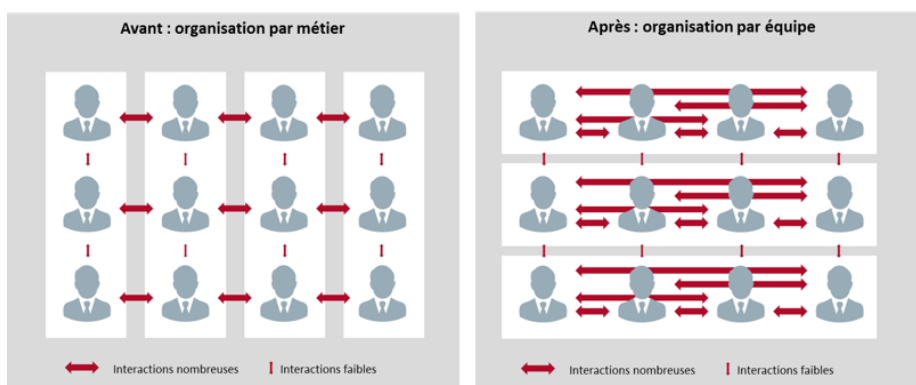 Avant : organisation par métier
Après : organisation par équipe
Interactions nombreuses
Interactions faibles
Interactions nombreuses
Interactions faibles